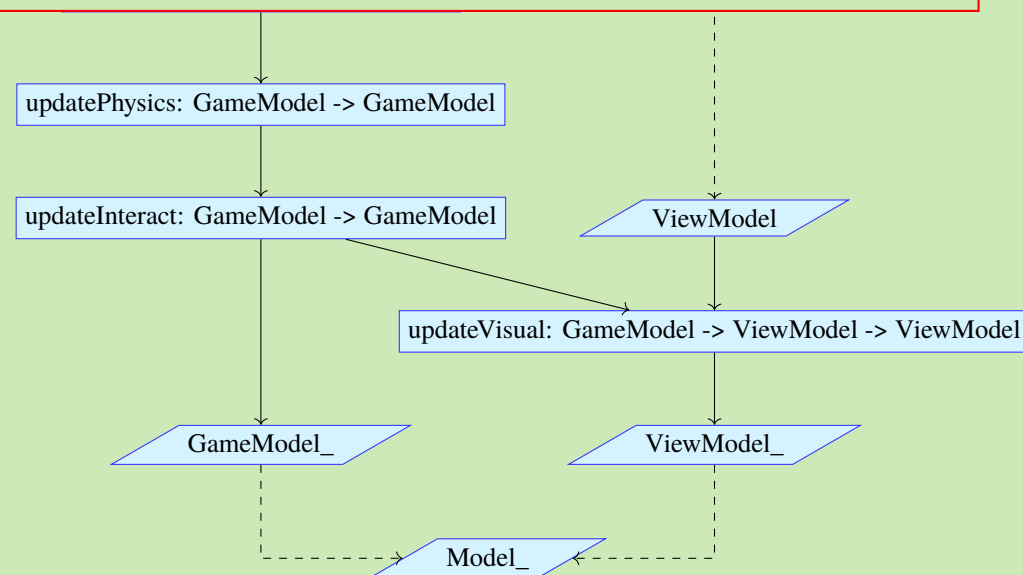 updatePhysics: GameModel -> GameModel
updateInteract: GameModel -> GameModel
ViewModel
updateVisual: GameModel -> ViewModel -> ViewModel
GameModel_
ViewModel_
Model_